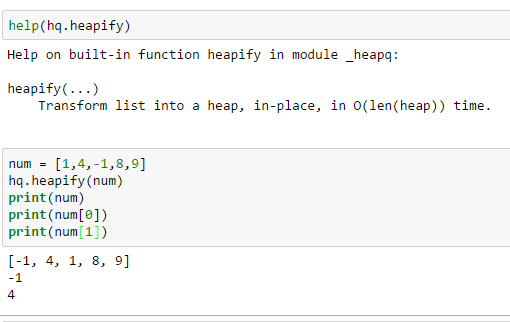 help(hq.heapify)
Help on built-in function heapify in module _heapq:
heapify(...)
    Transform list into a heap, in-place, in O(len(heap)) time.
num = [1,4,-1,8,9]
hq.heapify(num)
print(num)
print(num[0])
print(num[1])
[-1, 4, 1, 8, 9]
-1
4